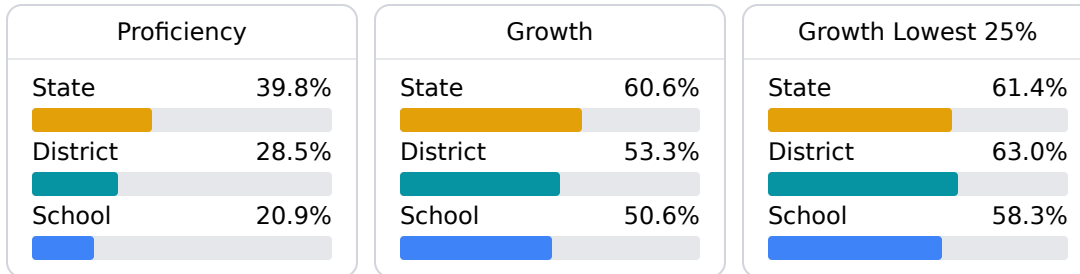 Proficiency
State 39.8%
District 28.5%
School 20.9%
Growth
State 60.6%
District 53.3%
School 50.6%
Growth Lowest 25%
State 61.4%
District 63.0%
School 58.3%